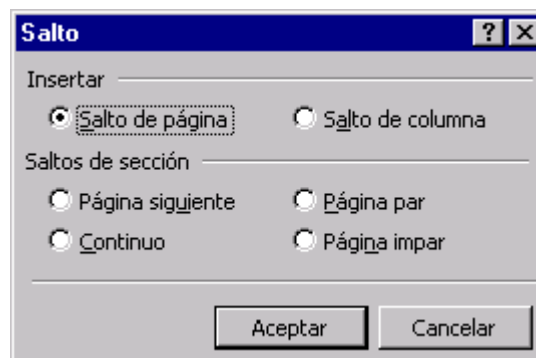 Salto
Insertar
Salto de página Salto de columna
Saltos de sección
Página siguiente Página par
Continuo Página impar
Aceptar Cancelar